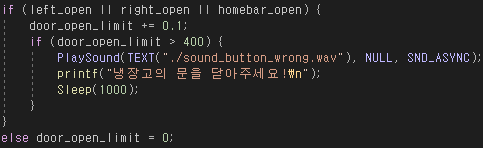 if (left_open || right_open || homebar_open) {
door_open_limit += 0.1;
if (door_open_limit > 400) {
PlaySound(TEXT("./sound_button_wrong.wav"), NULL, SND_ASYNC);
printf("냉장고의 문을 닫아주세요!₩n");
Sleep(1000);
}
}
else door_open_limit = 0;